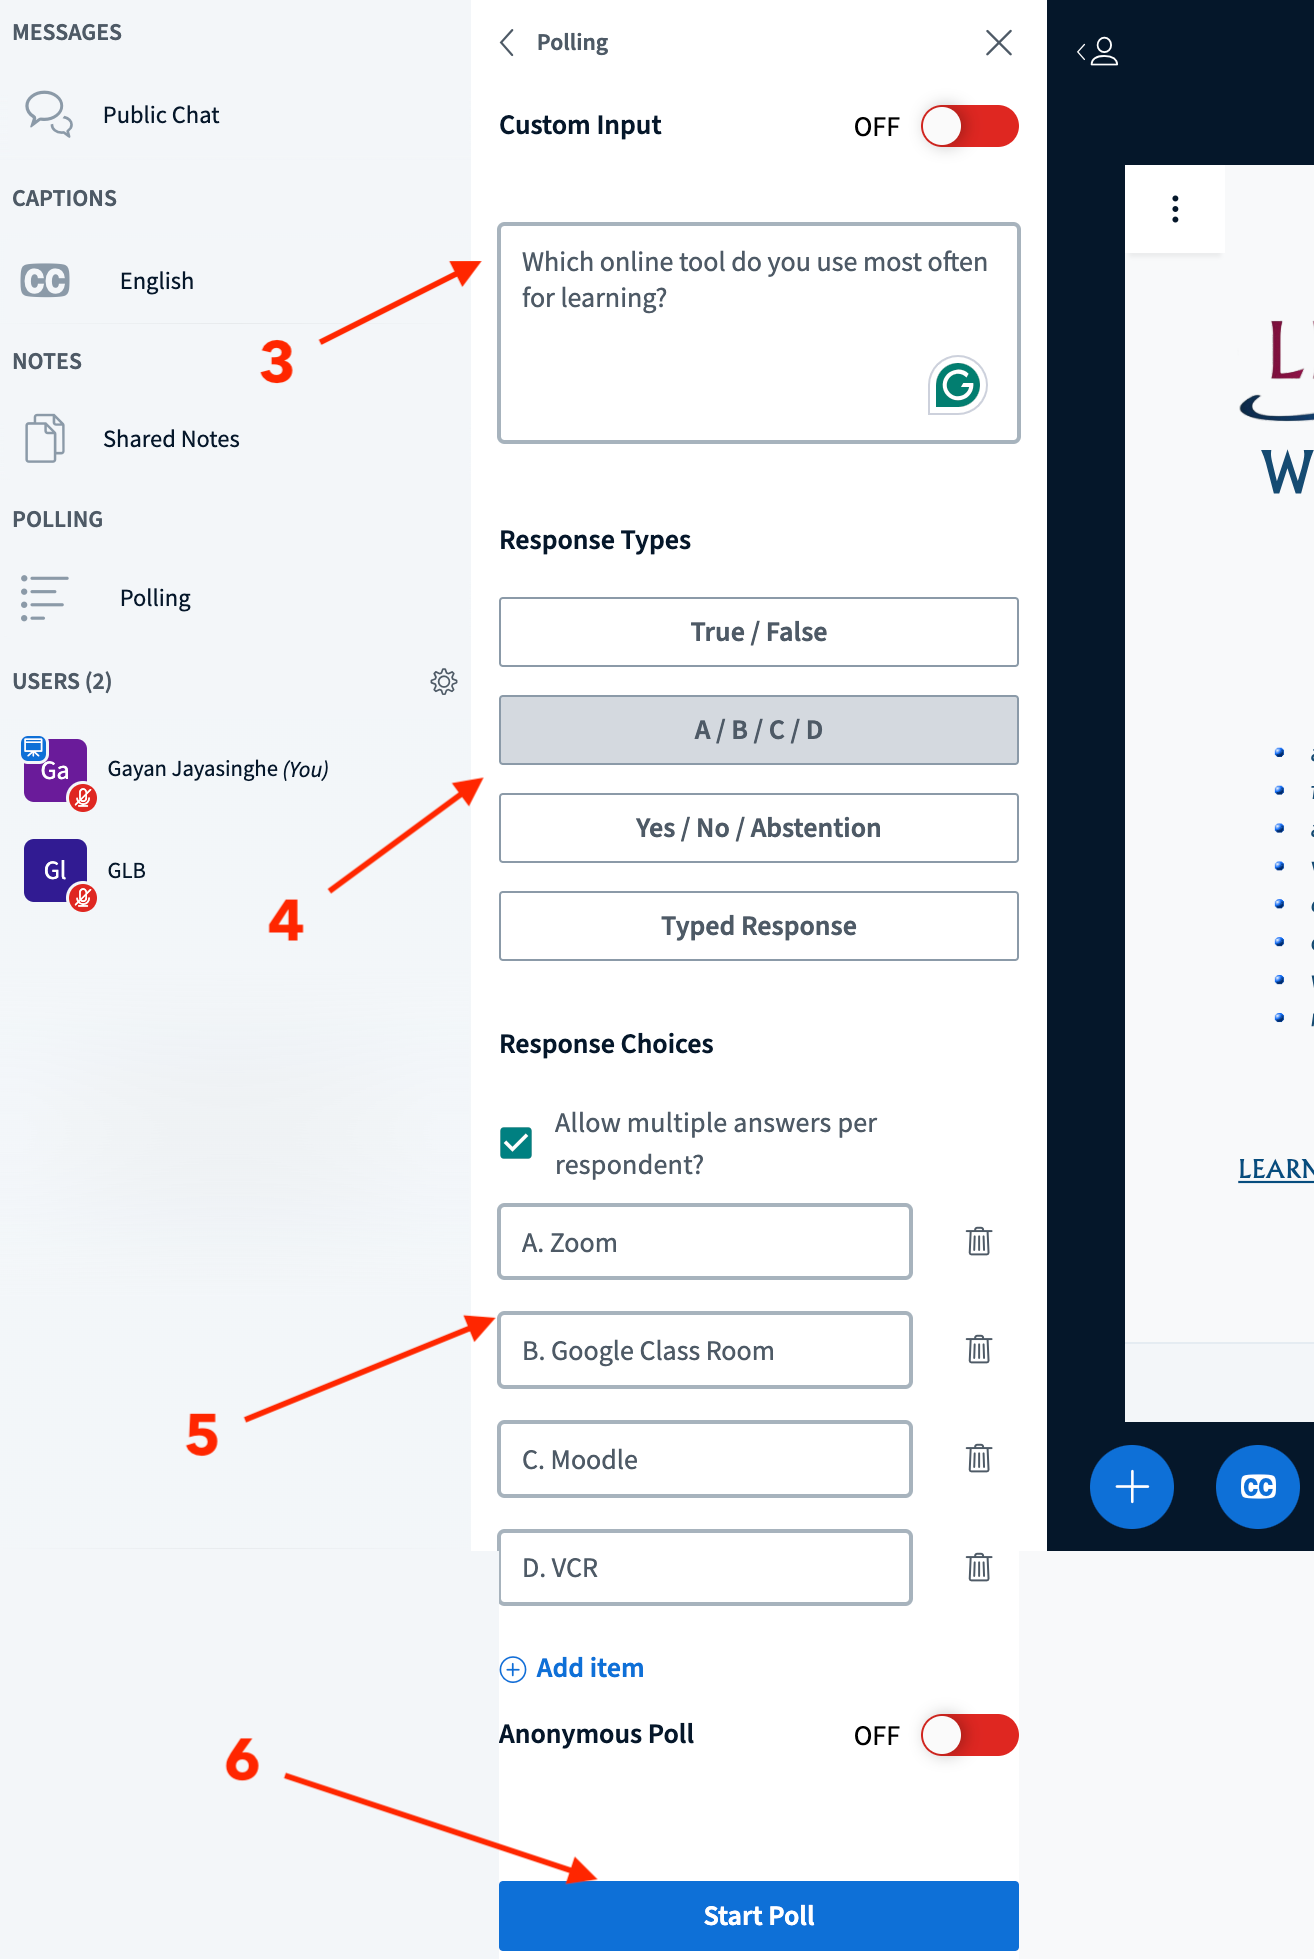 MESSAGES
Public Chat
CAPTIONS
CC English
NOTES
Shared Notes
POLLING
Polling
USERS (2)
Ga
Gayan Jayasinghe (You)
Gl
GLB
3
4
5
6
Polling
Custom Input OFF
Which online tool do you use most often
for learning?
G
Response Types
True / False
A / B / C / D
Yes / No / Abstention
Typed Response
Response Choices
Allow multiple answers per
respondent?
A. Zoom
B. Google Class Room
C. Moodle
D. VCR
Add item
Anonymous Poll OFF
Start Poll
L
W
LEARN
CC